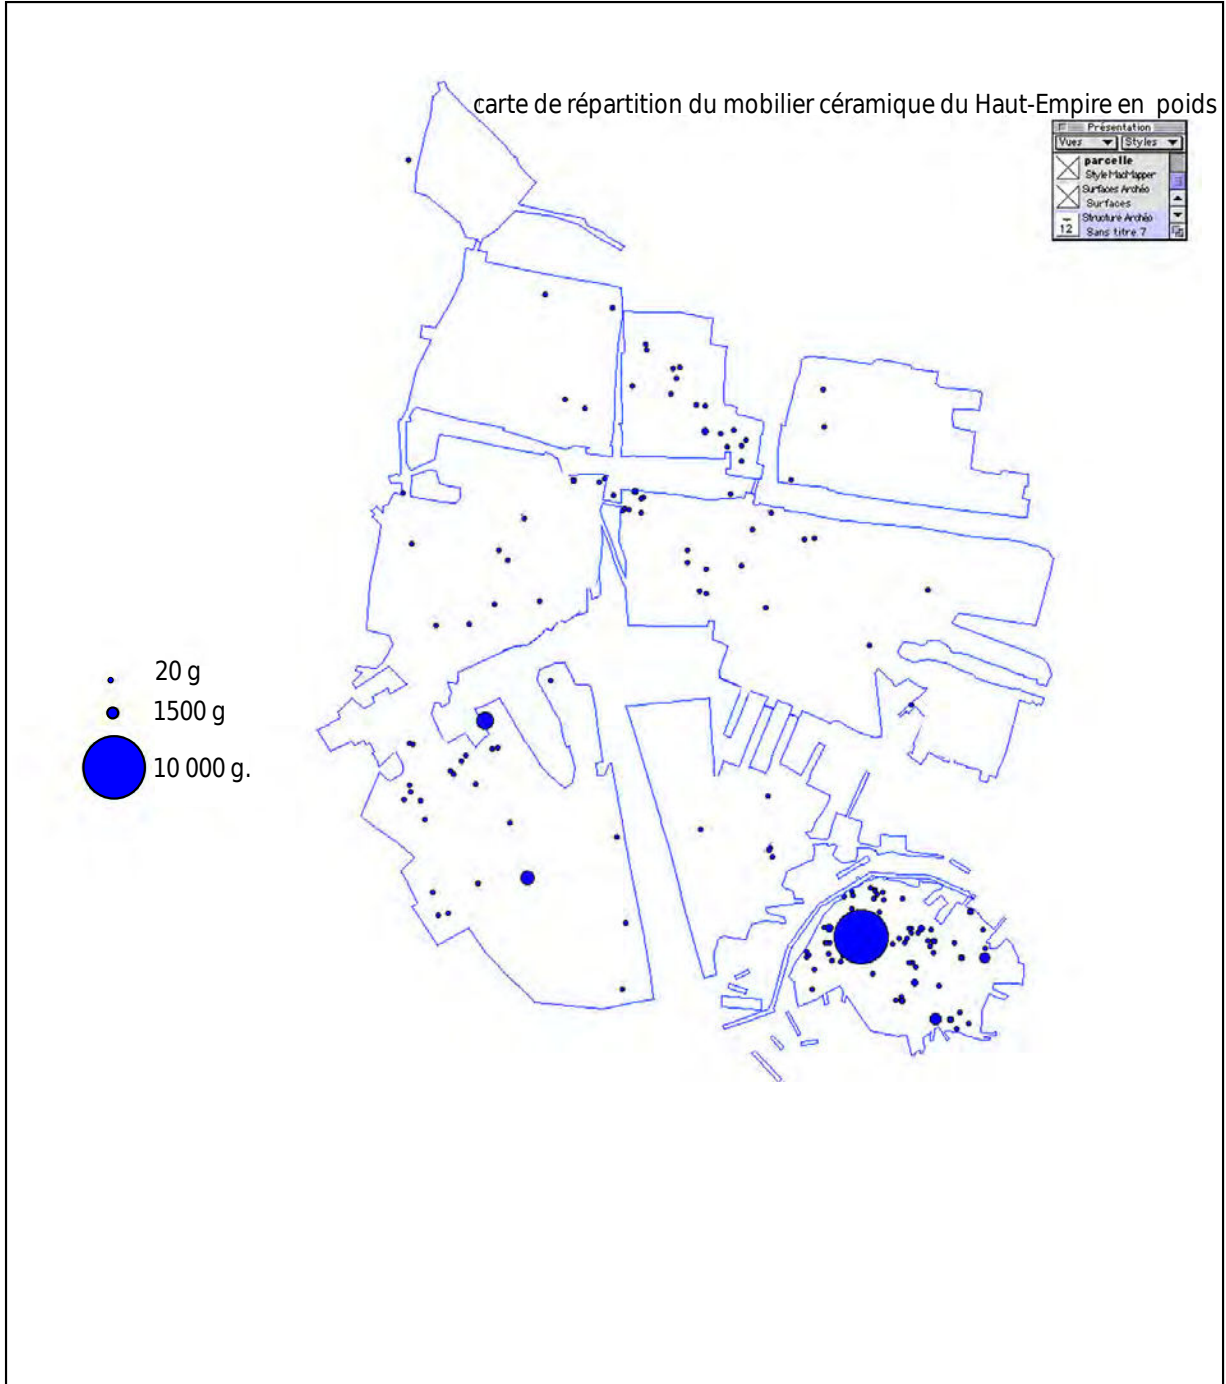 carte de répartition du mobilier céramique du Haut-Empire en poids
Présentation
Vues Styles
parcelle
Style MacMapper
Surfaces Archéo
Surfaces
Structure Archéo
12 Sans titre 7
20 g
1500 g
10 000 g.